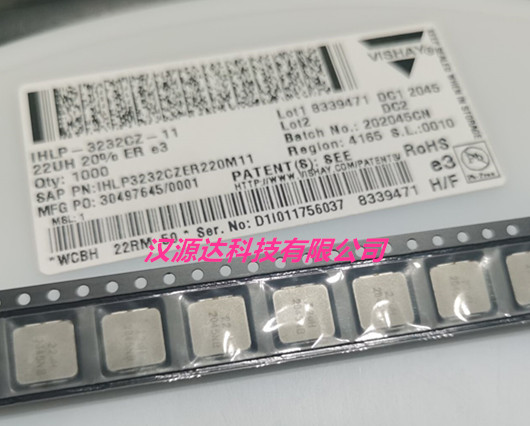 VISHAY®
IHLP - 3232CZ - 11
22UH 20% ER e3
Qty: 1000
SAP PN: IHLP3232CZER220M11
MFG PO: 30497645/0001
MSL: 1
Lot1 8339471 DC1 2045
Lot2 DC2
Batch No.: 202045CN
Region: 4165 S.L.:0010
PATENT(S): SEE
HTTP://WWW.VISHAY.COM/PATENTS/
RoHS
e3
H/F
Ser. No: D1I011756037 8339471
汉源达科技有限公司